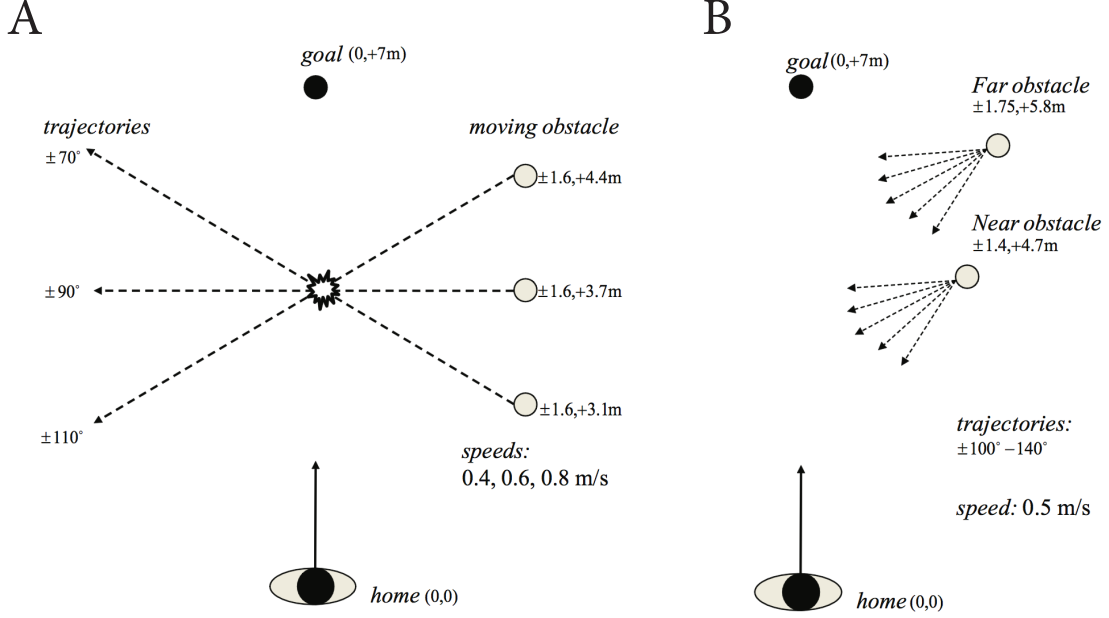 A
goal (0,+7m)
trajectories
±70°
moving obstacle
±1.6,+4.4m
±90°
±1.6,+3.7m
±1.6,+3.1m
±110°
speeds:
0.4, 0.6, 0.8 m/s
home (0,0)
B
goal (0,+7m)
Far obstacle
±1.75,+5.8m
Near obstacle
±1.4,+4.7m
trajectories:
±100°–140°
speed: 0.5 m/s
home (0,0)